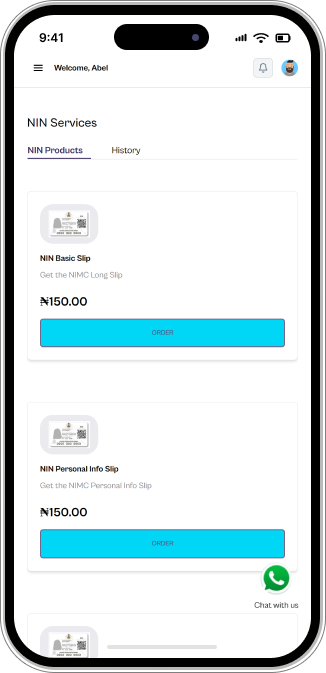 9:41
Welcome, Abel
NIN Services
NIN Products
History
NIN Basic Slip
Get the NIMC Long Slip
₦150.00
ORDER
NIN Personal Info Slip
Get the NIMC Personal Info Slip
₦150.00
ORDER
Chat with us